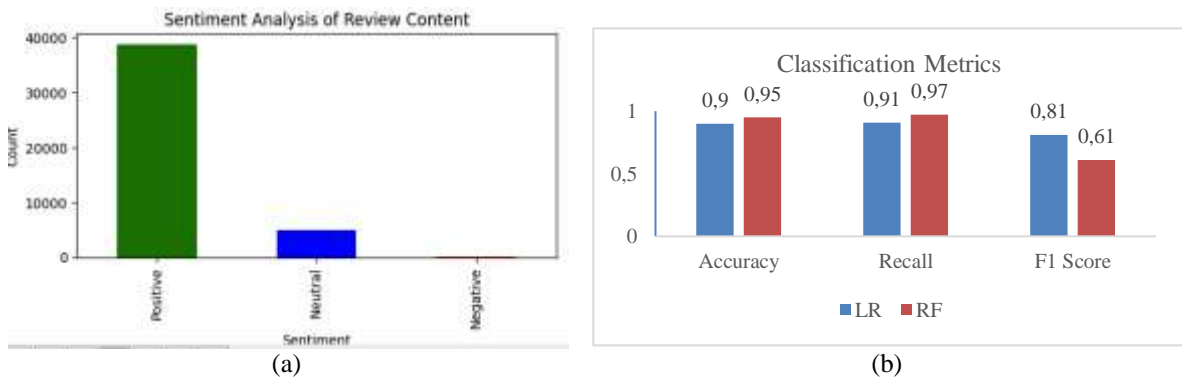 Sentiment Analysis of Review Content
40000
30000
20000
10000
0
Count
Positive
Neutral
Negative
Sentiment
(a)
Classification Metrics
1
0,5
0
0,9
0,95
0,91
0,97
0,81
0,61
Accuracy
Recall
F1 Score
LR
RF
(b)